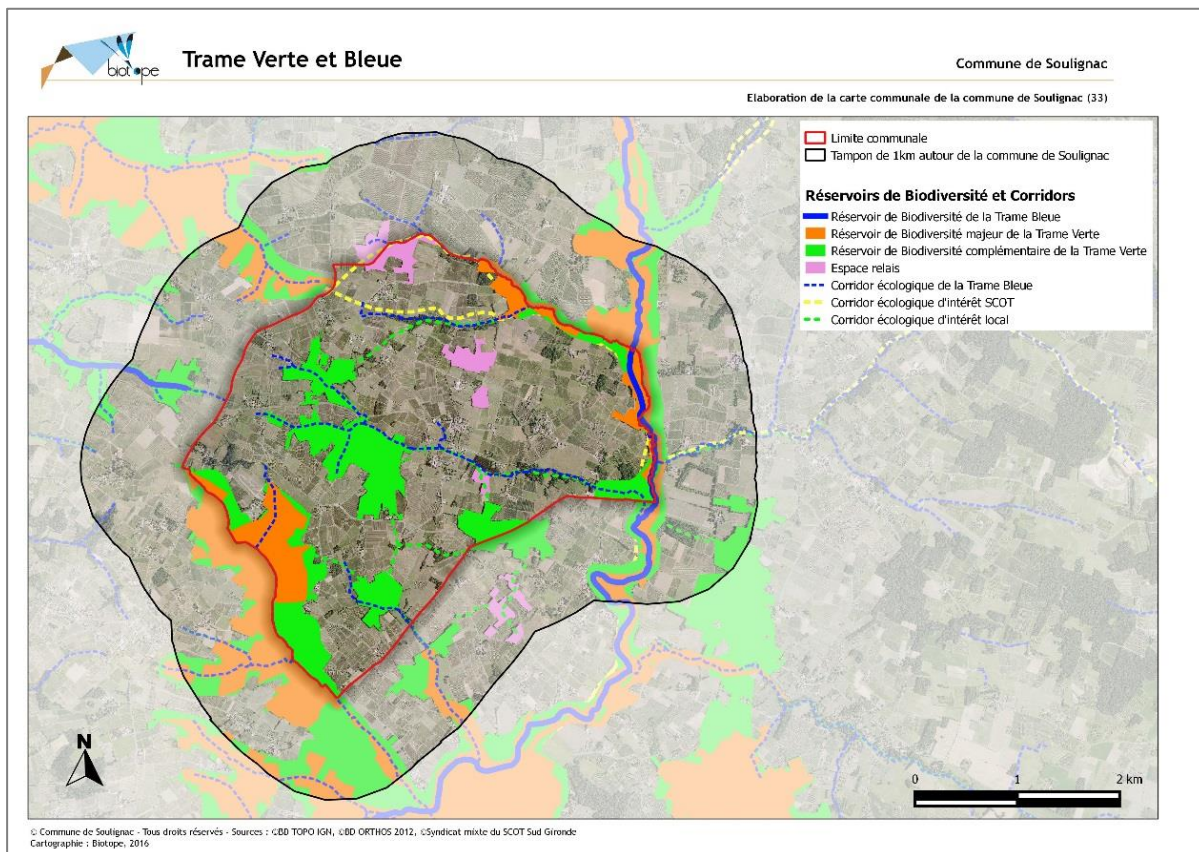 biotope
Trame Verte et Bleue
Commune de Soulignac
Elaboration de la carte communale de la commune de Soulignac (33)
Limite communale
Tampon de 1km autour de la commune de Soulignac
Réservoirs de Biodiversité et Corridors
Réservoir de Biodiversité de la Trame Bleue
Réservoir de Biodiversité majeur de la Trame Verte
Réservoir de Biodiversité complémentaire de la Trame Verte
Espace relais
Corridor écologique de la Trame Bleue
Corridor écologique d'intérêt SCOT
Corridor écologique d'intérêt local
N
0 1 2 km
© Commune de Soulignac - Tous droits réservés - Sources : ©BD TOPO IGN, ©BD ORTHOS 2012, ©Syndicat mixte du SCOT Sud Gironde
Cartographie : Biotope, 2016